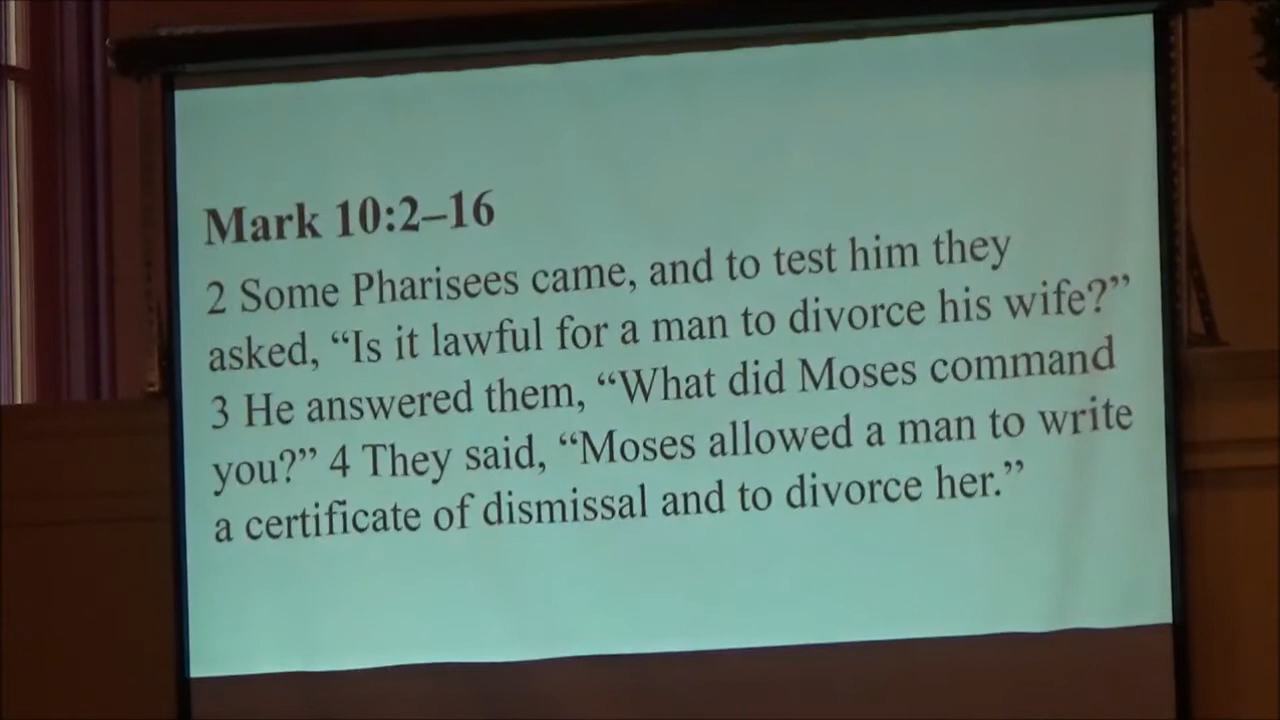 Mark 10:2–16
2 Some Pharisees came, and to test him they
asked, “Is it lawful for a man to divorce his wife?”
3 He answered them, “What did Moses command
you?” 4 They said, “Moses allowed a man to write
a certificate of dismissal and to divorce her.”